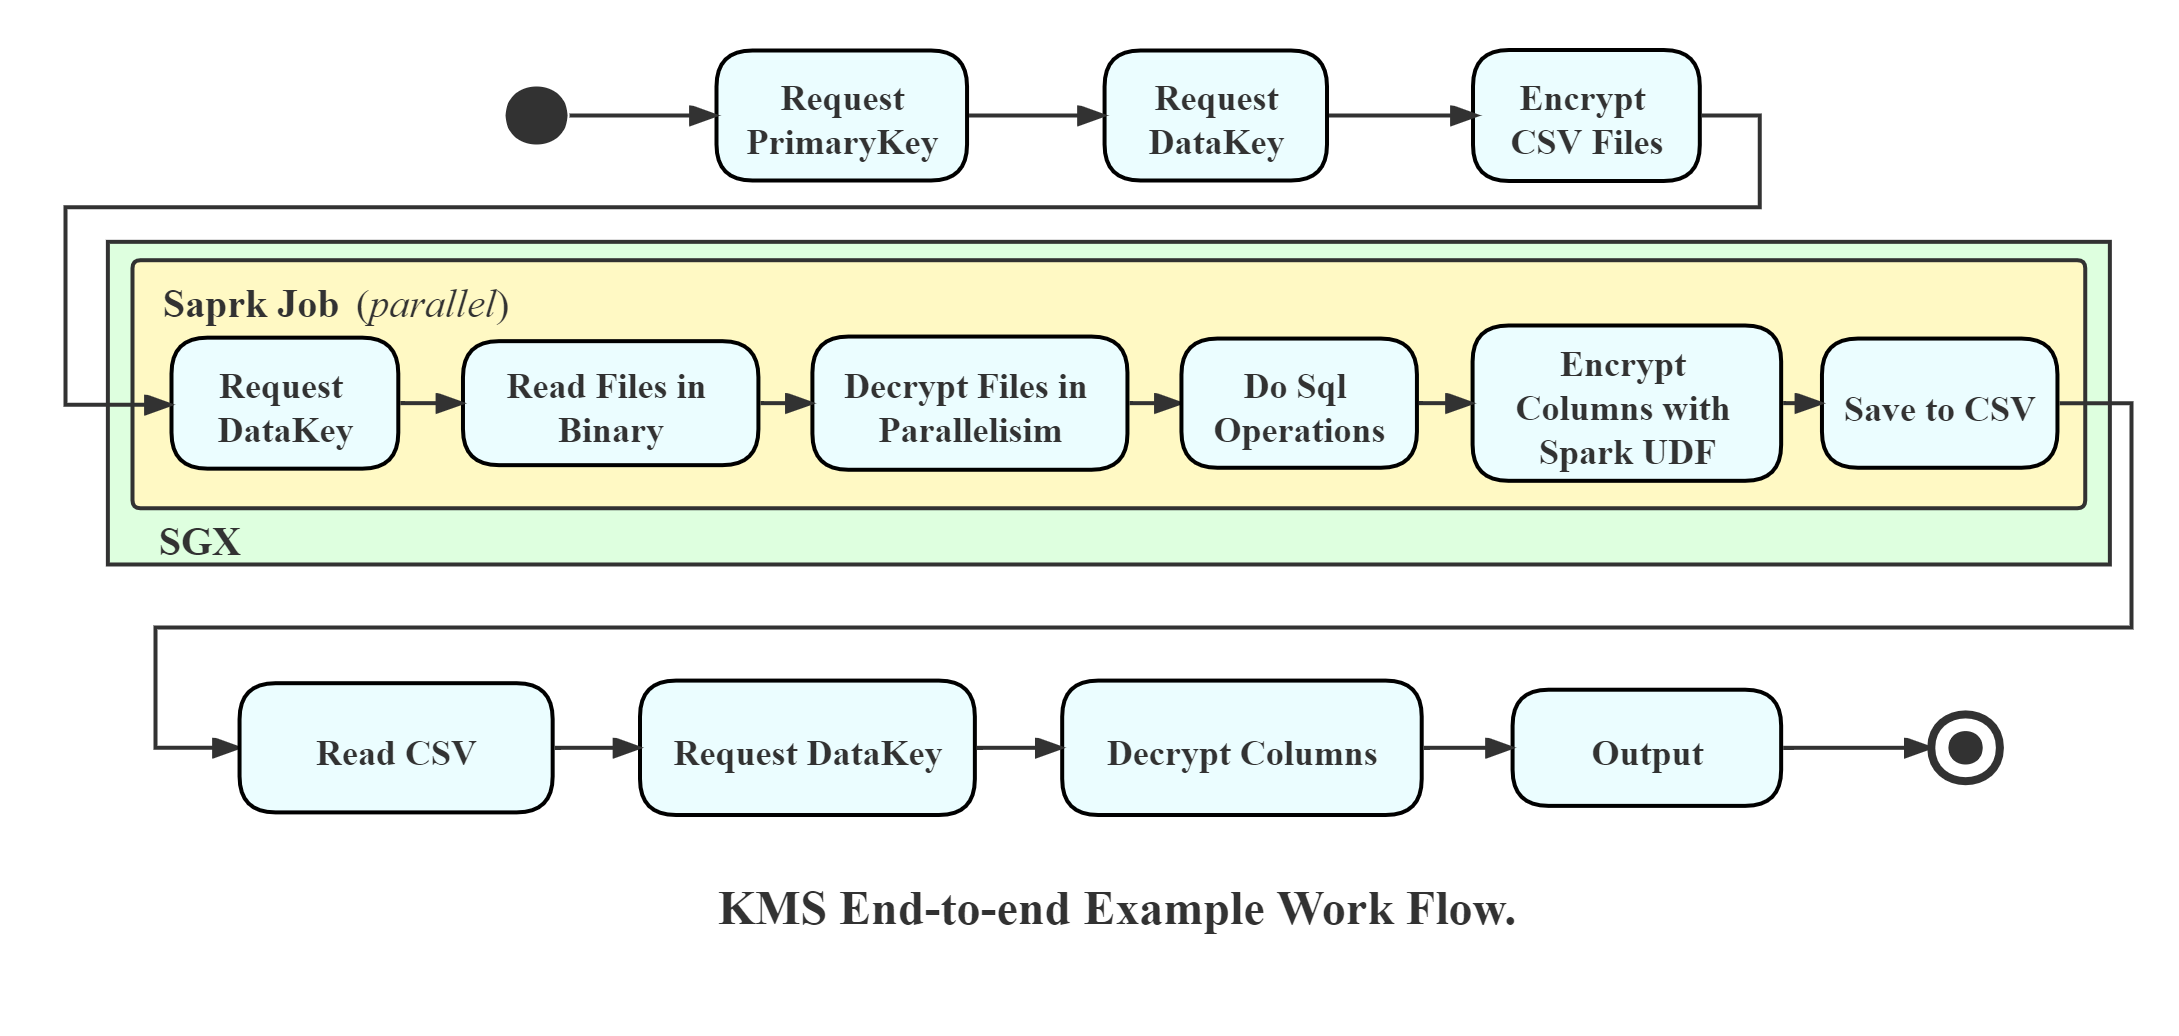 Request
PrimaryKey
Request
DataKey
Encrypt
CSV Files
Saprk Job (parallel)
Request
DataKey
Read Files in
Binary
Decrypt Files in
Parallelisim
Do Sql
Operations
Encrypt
Columns with
Spark UDF
Save to CSV
SGX
Read CSV
Request DataKey
Decrypt Columns
Output
KMS End-to-end Example Work Flow.